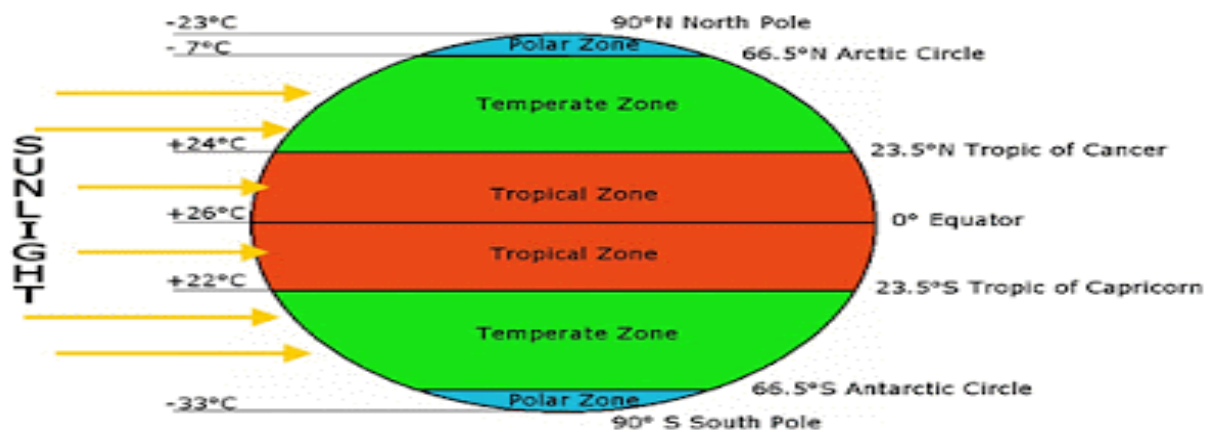 -23°C
90°N North Pole
Polar Zone
-.7°C
66.5°N Arctic Circle
Temperate Zone
SUNLIGHT
+24°C
23.5°N Tropic of Cancer
Tropical Zone
+26°C
0° Equator
Tropical Zone
+22°C
23.5°S Tropic of Capricorn
Temperate Zone
66.5°S Antarctic Circle
Polar Zone
-33°C
90° S South Pole